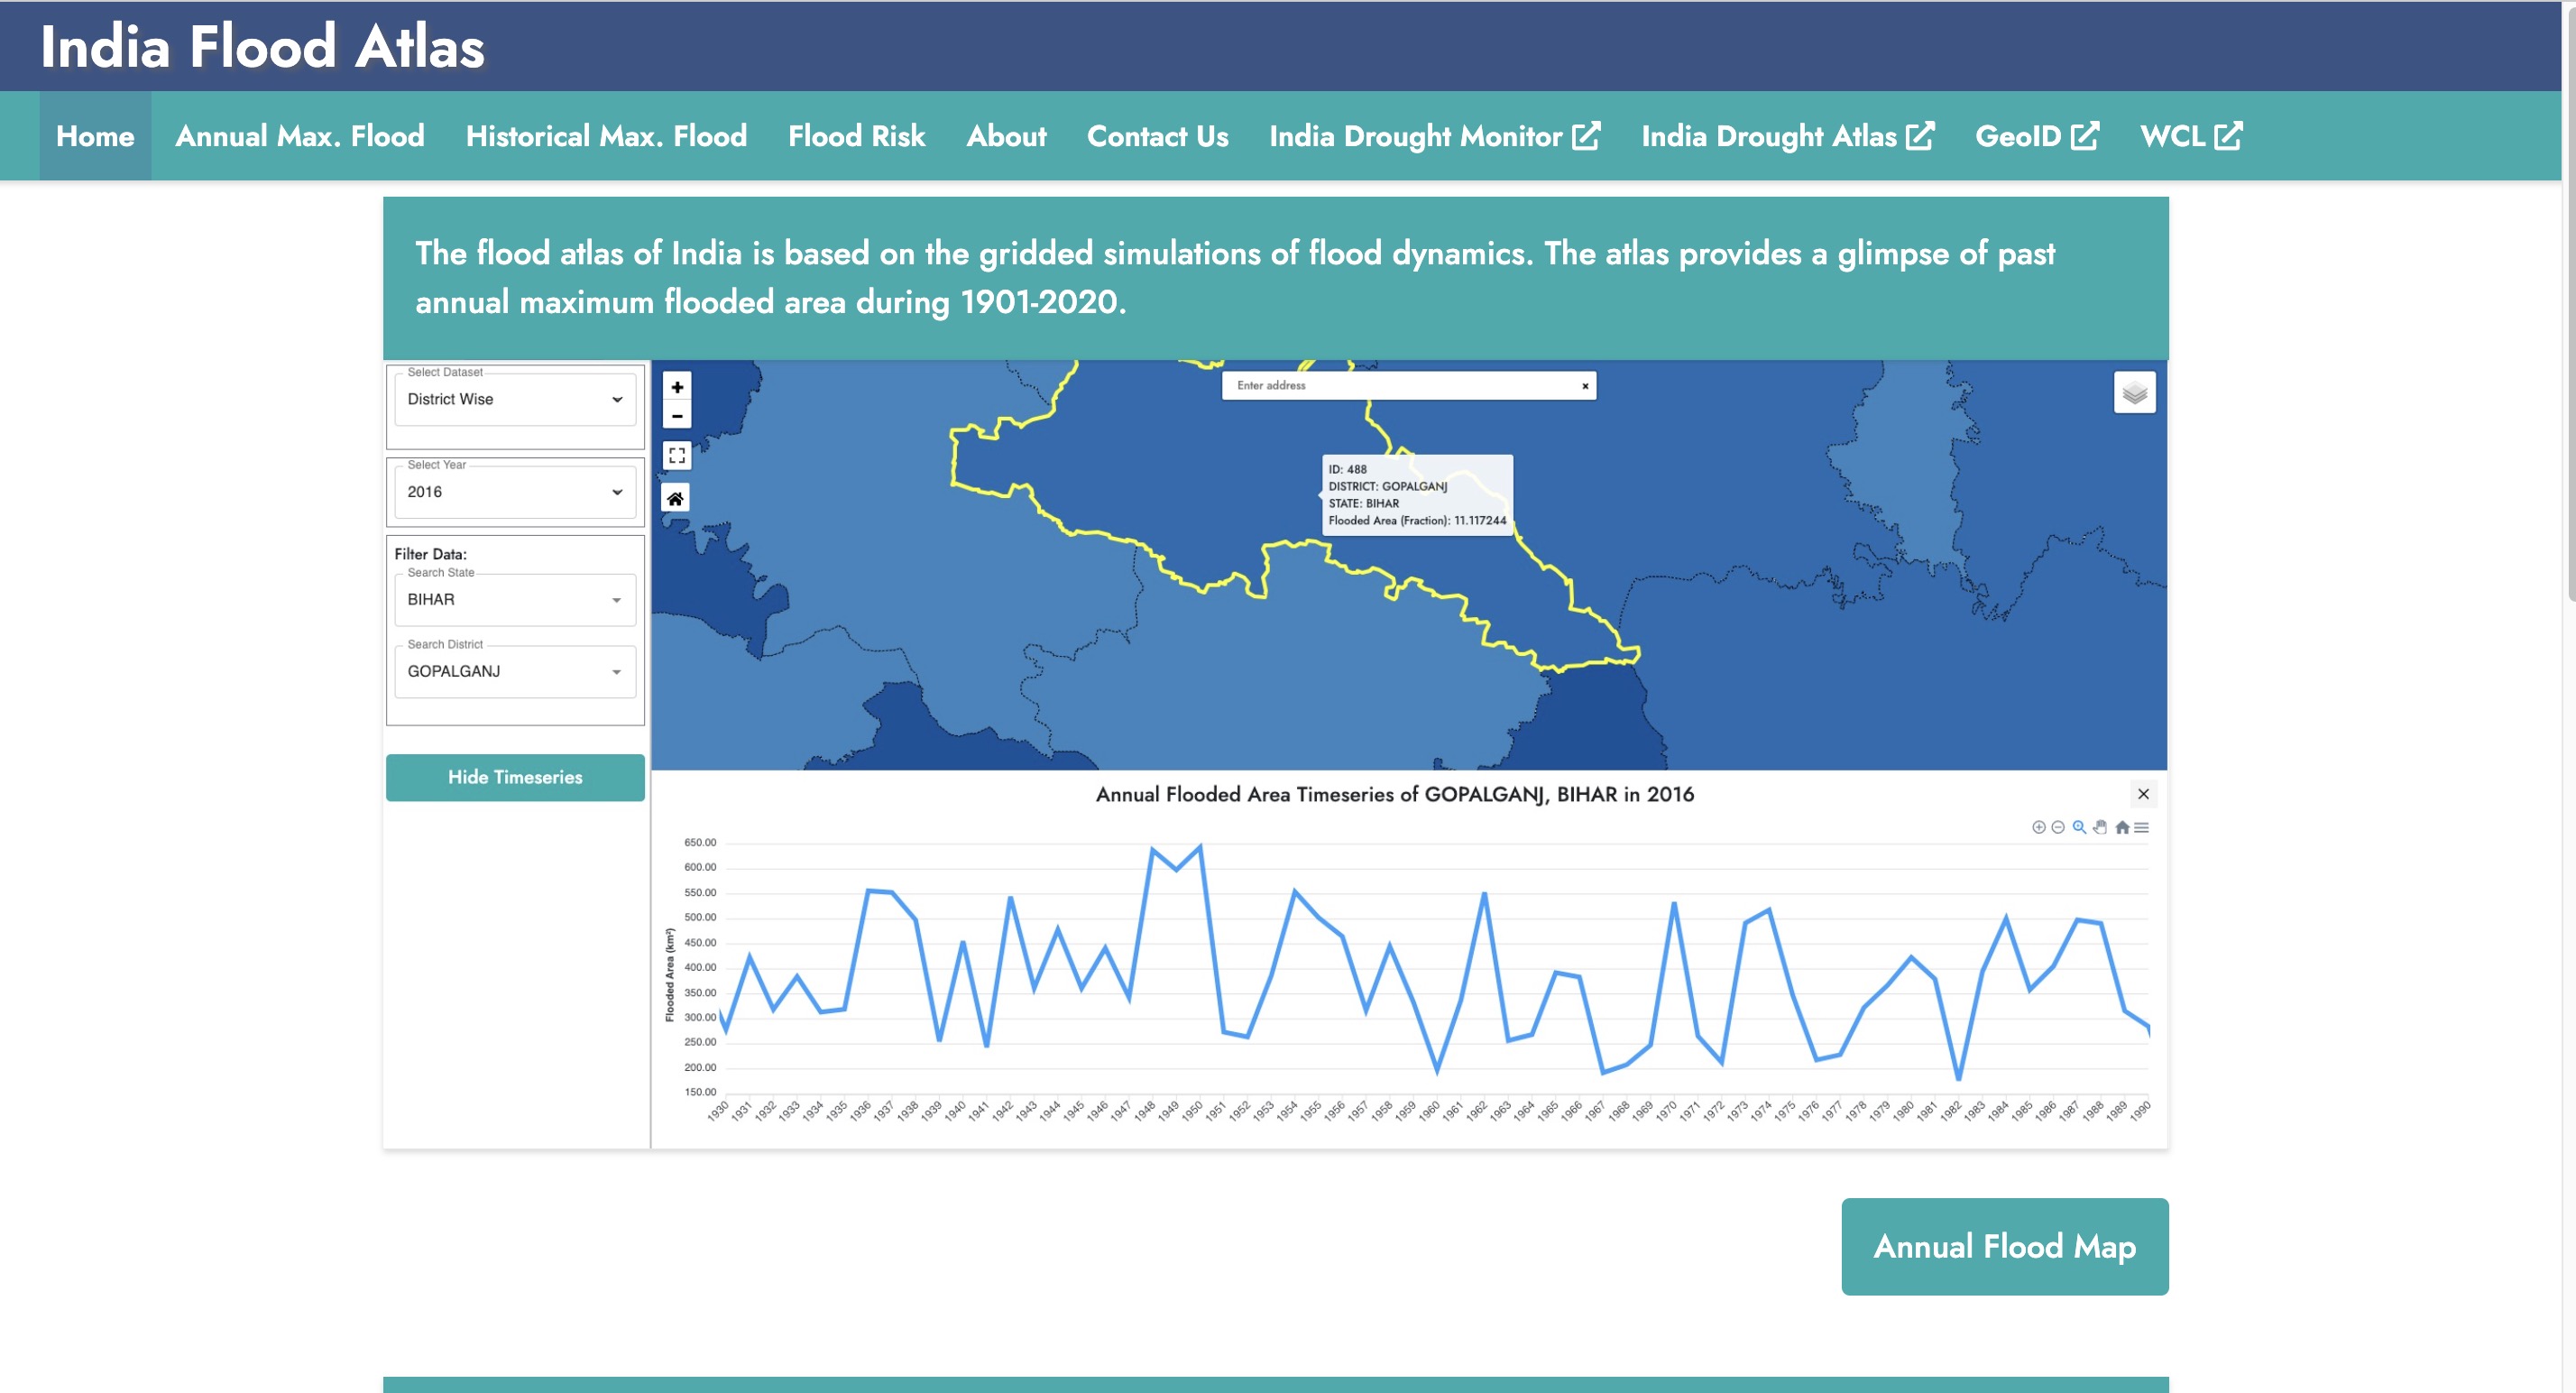 India Flood Atlas
Home Annual Max. Flood Historical Max. Flood Flood Risk About Contact Us India Drought Monitor India Drought Atlas GeoID WCL
The flood atlas of India is based on the gridded simulations of flood dynamics. The atlas provides a glimpse of past
annual maximum flooded area during 1901-2020.
Select Dataset
District Wise
Select Year
2016
Filter Data:
Search State
BIHAR
Search District
GOPALGANJ
Hide Timeseries
+
−
Enter address ×
ID: 488
DISTRICT: GOPALGANJ
STATE: BIHAR
Flooded Area (Fraction): 11.117244
Annual Flooded Area Timeseries of GOPALGANJ, BIHAR in 2016
×
Flooded Area (km²)
650.00
600.00
550.00
500.00
450.00
400.00
350.00
300.00
250.00
200.00
150.00
1930 1931 1932 1933 1934 1935 1936 1937 1938 1939 1940 1941 1942 1943 1944 1945 1946 1947 1948 1949 1950 1951 1952 1953 1954 1955 1956 1957 1958 1959 1960 1961 1962 1963 1964 1965 1966 1967 1968 1969 1970 1971 1972 1973 1974 1975 1976 1977 1978 1979 1980 1981 1982 1983 1984 1985 1986 1987 1988 1989 1990
Annual Flood Map